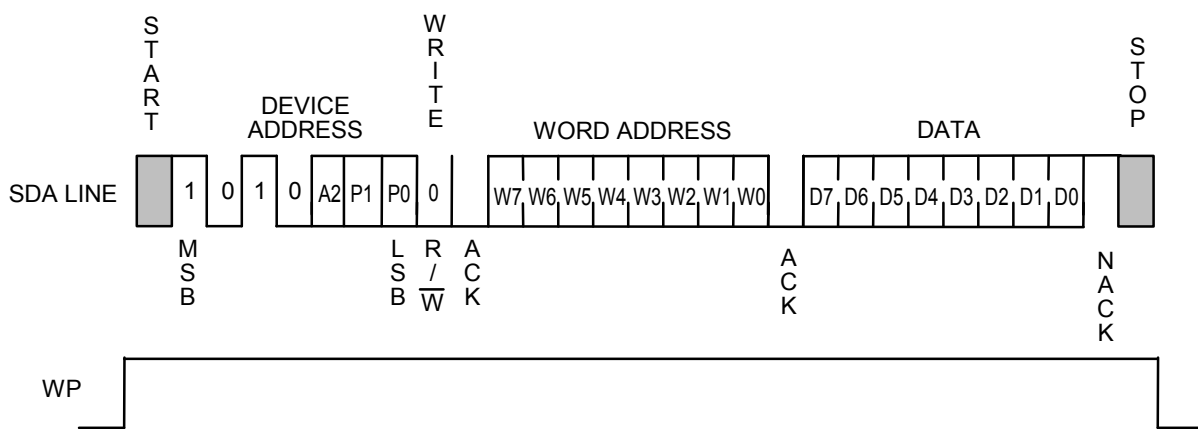 START
WRITE
STOP
DEVICE
ADDRESS
WORD ADDRESS
DATA
SDA LINE
1 0 1 0 A2 P1 P0 0 W7 W6 W5 W4 W3 W2 W1 W0 D7 D6 D5 D4 D3 D2 D1 D0
MSB
LSB
R/W̅
ACK
ACK
NACK
WP